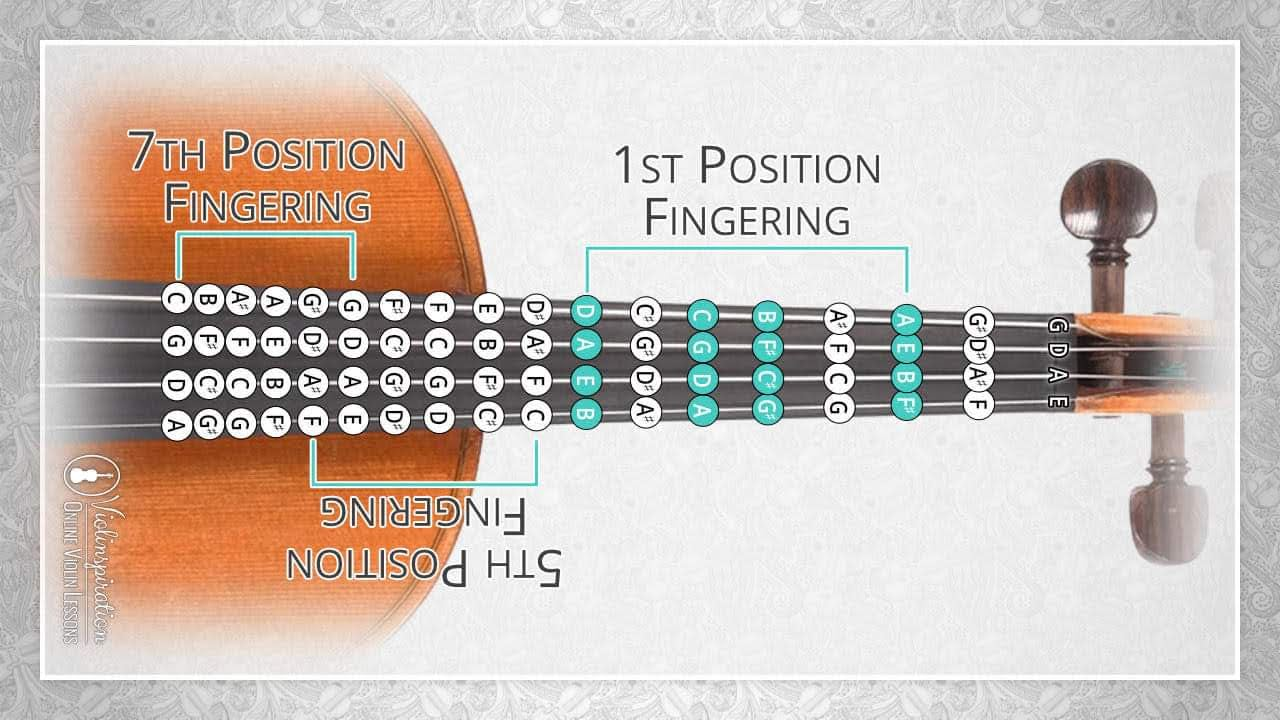 7TH POSITION
FINGERING
1ST POSITION
FINGERING
C B A# A G# G F# F E D# D C# C B A# A G# G
G F# F E D# D C# C B A# A G# G F# F E D# D
D C# C B A# A G# G F# F E D# D C# C B A# A
A G# G F# F E D# D C# C B A# A G# G F# F E
5TH POSITION
FINGERING
Violinspiration
ONLINE VIOLIN LESSONS